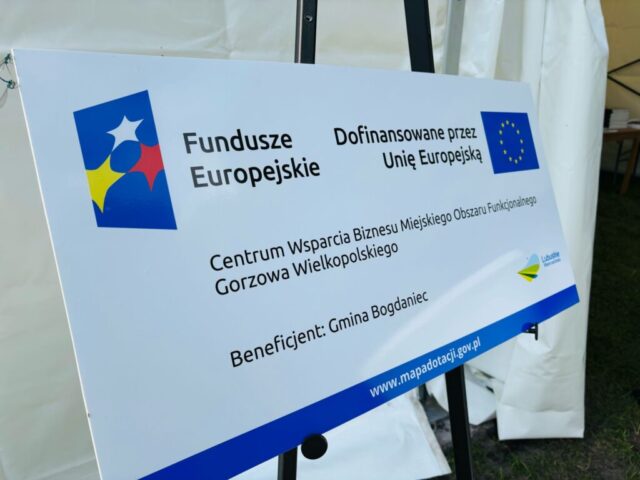 Fundusze
Europejskie
Dofinansowane przez
Unię Europejską
Centrum Wsparcia Biznesu Miejskiego Obszaru Funkcjonalnego
Gorzowa Wielkopolskiego
Lubuskie
Beneficjent: Gmina Bogdaniec
www.mapadotacji.gov.pl